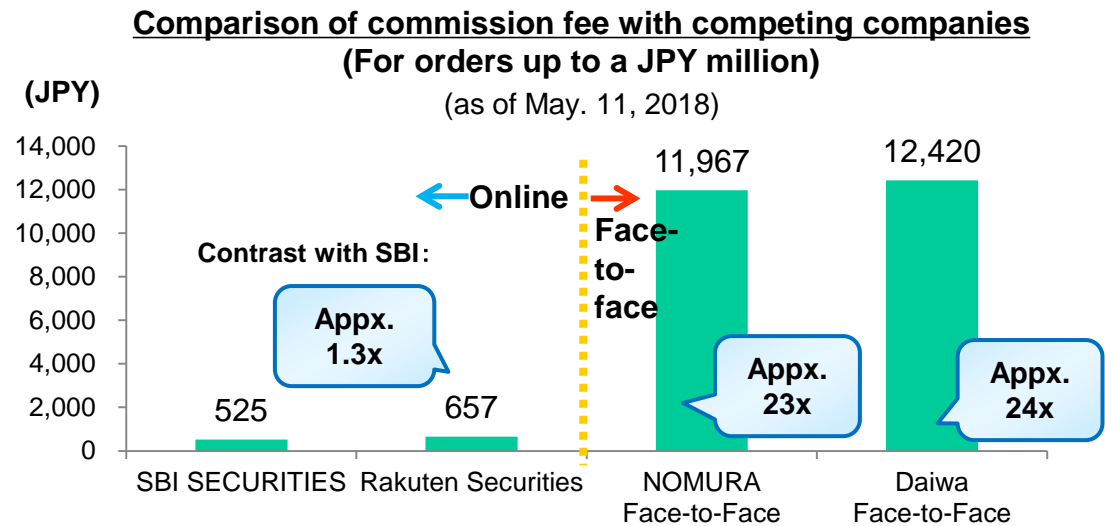 Comparison of commission fee with competing companies
(For orders up to a JPY million)
(as of May. 11, 2018)
(JPY)
14,000
12,000
10,000
8,000
6,000
4,000
2,000
0
Online
Face-
to-
face
Contrast with SBI:
Appx.
1.3x
Appx.
23x
Appx.
24x
525
657
11,967
12,420
SBI SECURITIES
Rakuten Securities
NOMURA
Face-to-Face
Daiwa
Face-to-Face